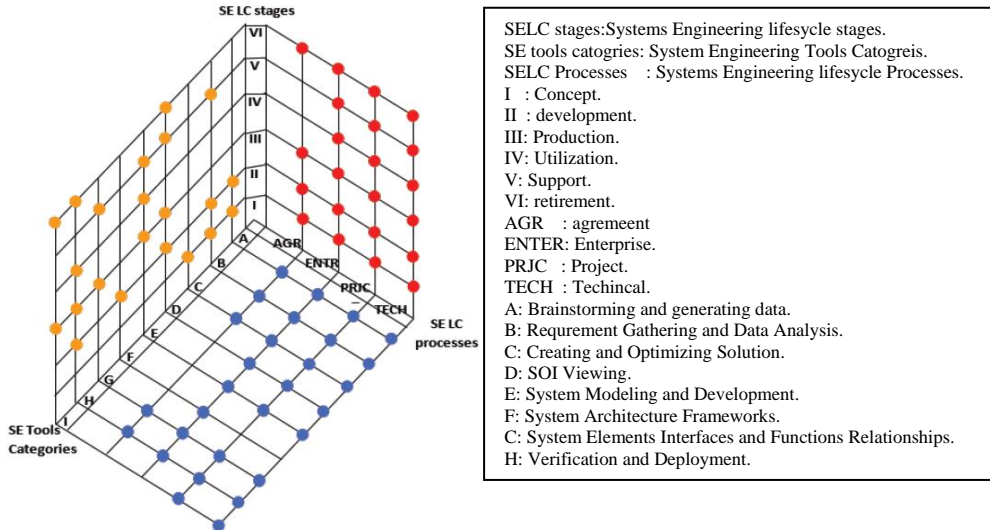 SE LC stages
VI
V
IV
III
II
I
A
B
C
D
E
F
G
H
I
AGR
ENTR
PRJC
TECH
SE LC
processes
SE Tools
Categories
SELC stages:Systems Engineering lifesycle stages.
SE tools catogries: System Engineering Tools Catogreis.
SELC Processes : Systems Engineering lifesycle Processes.
I : Concept.
II : development.
III: Production.
IV: Utilization.
V: Support.
VI: retirement.
AGR : agremeent
ENTER: Enterprise.
PRJC : Project.
TECH : Techincal.
A: Brainstorming and generating data.
B: Requrement Gathering and Data Analysis.
C: Creating and Optimizing Solution.
D: SOI Viewing.
E: System Modeling and Development.
F: System Architecture Frameworks.
C: System Elements Interfaces and Functions Relationships.
H: Verification and Deployment.